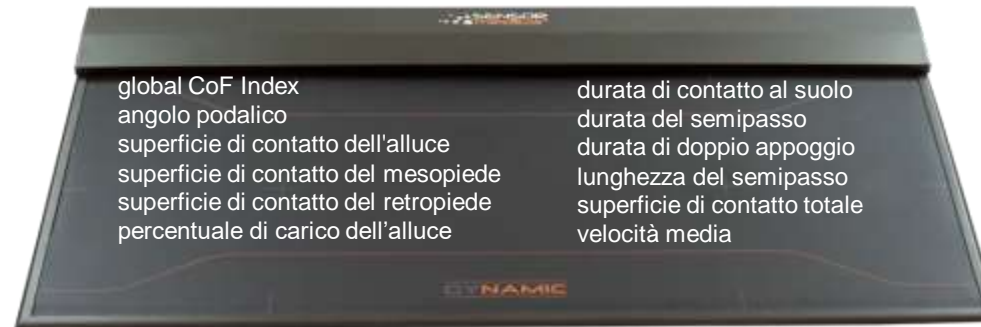 SENSOR
global CoF Index
angolo podalico
superficie di contatto dell'alluce
superficie di contatto del mesopiede
superficie di contatto del retropiede
percentuale di carico dell’alluce
durata di contatto al suolo
durata del semipasso
durata di doppio appoggio
lunghezza del semipasso
superficie di contatto totale
velocità media
DYNAMIC